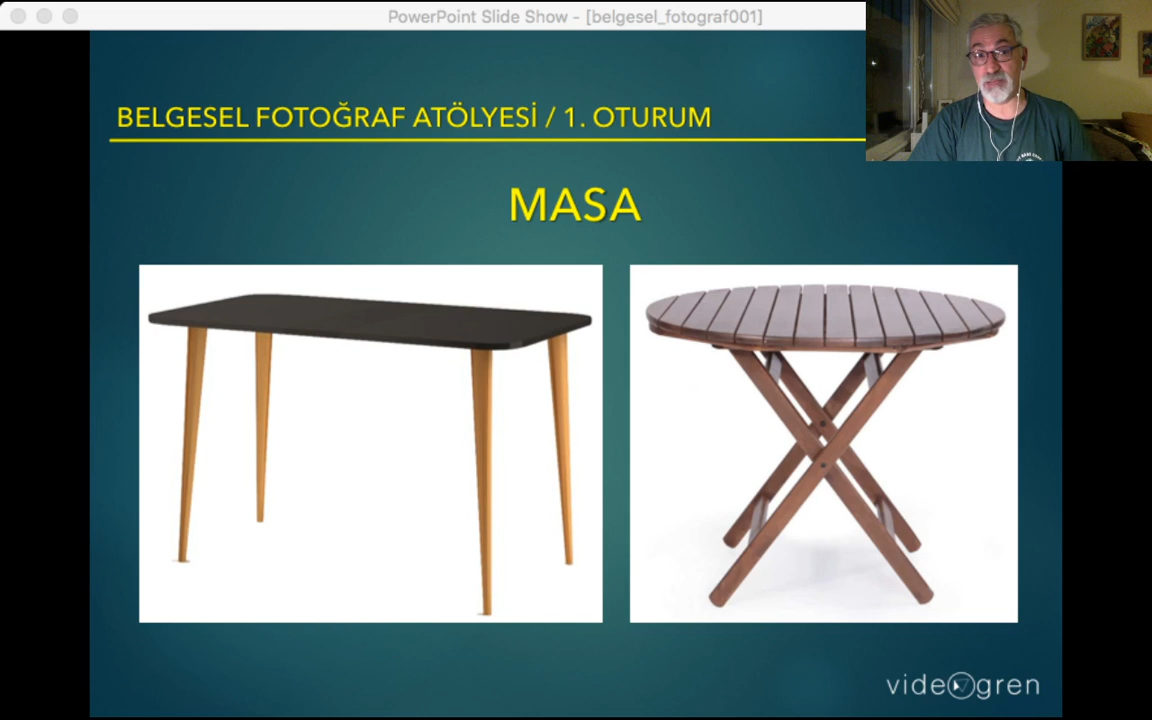 PowerPoint Slide Show - [belgesel_fotograf001]
BELGESEL FOTOĞRAF ATÖLYESİ / 1. OTURUM
MASA
videogren